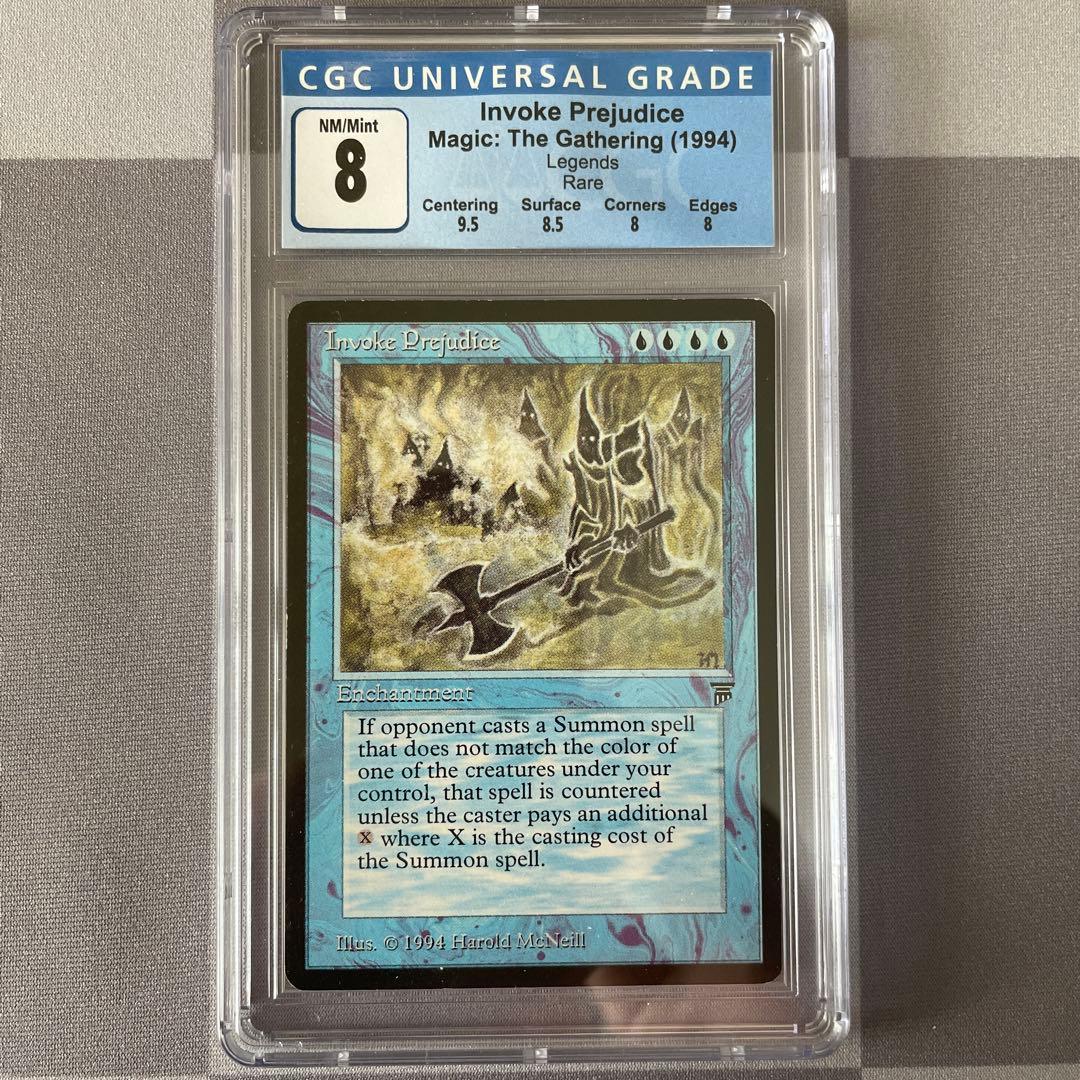 CGC UNIVERSAL GRADE
NM/Mint
8
Invoke Prejudice
Magic: The Gathering (1994)
Legends
Rare
Centering Surface Corners Edges
9.5 8.5 8 8
Invoke Prejudice
Enchantment
If opponent casts a Summon spell
that does not match the color of
one of the creatures under your
control, that spell is countered
unless the caster pays an additional
X where X is the casting cost of
the Summon spell.
Illus. © 1994 Harold McNeill